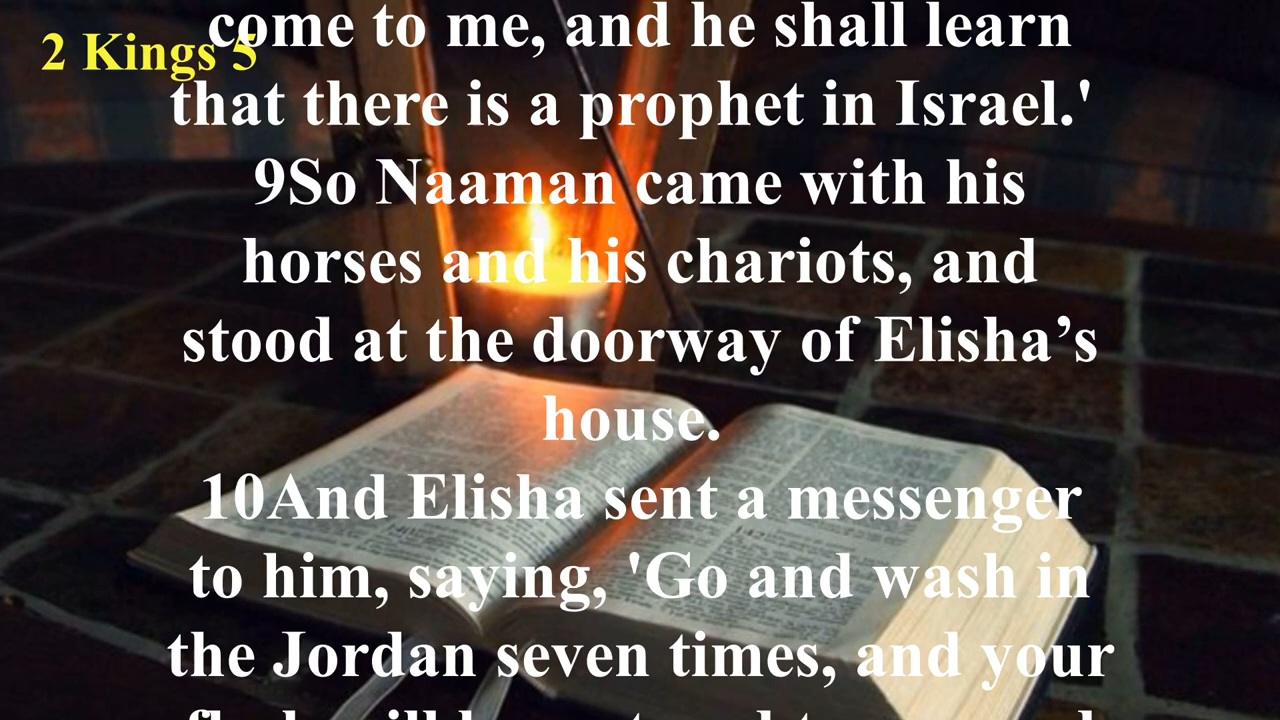 2 Kings 5
come to me, and he shall learn
that there is a prophet in Israel.'
9So Naaman came with his
horses and his chariots, and
stood at the doorway of Elisha’s
house.
10And Elisha sent a messenger
to him, saying, 'Go and wash in
the Jordan seven times, and your